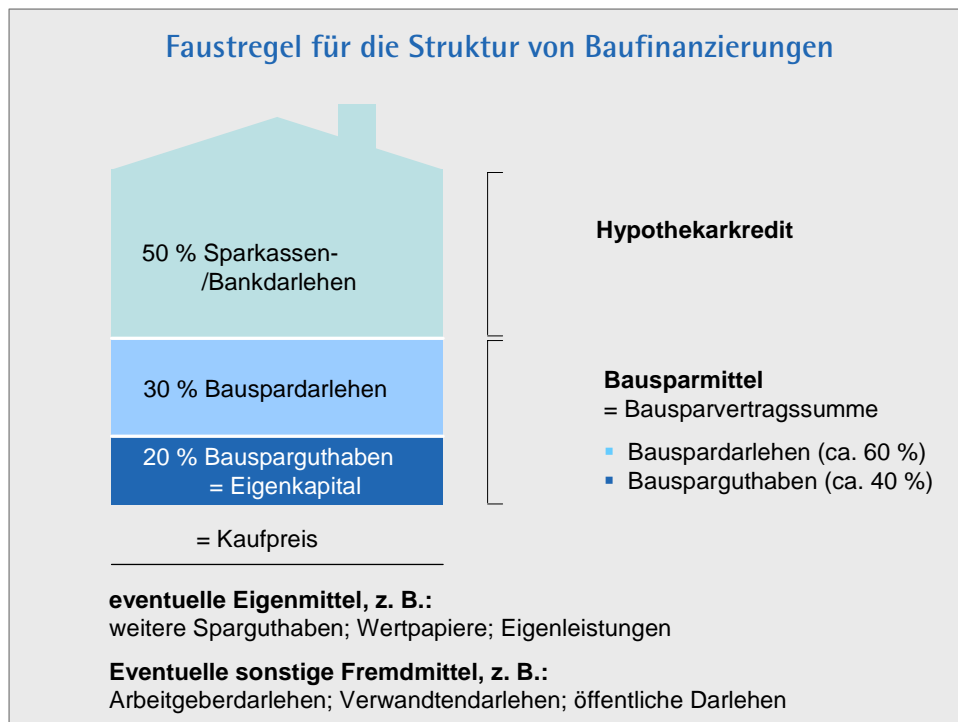 Faustregel für die Struktur von Baufinanzierungen
50 % Sparkassen-
/Bankdarlehen
Hypothekarkredit
30 % Bauspardarlehen
20 % Bausparguthaben
= Eigenkapital
Bausparmittel
= Bausparvertragssumme
Bauspardarlehen (ca. 60 %)
Bausparguthaben (ca. 40 %)
= Kaufpreis
eventuelle Eigenmittel, z. B.:
weitere Sparguthaben; Wertpapiere; Eigenleistungen
Eventuelle sonstige Fremdmittel, z. B.:
Arbeitgeberdarlehen; Verwandtendarlehen; öffentliche Darlehen